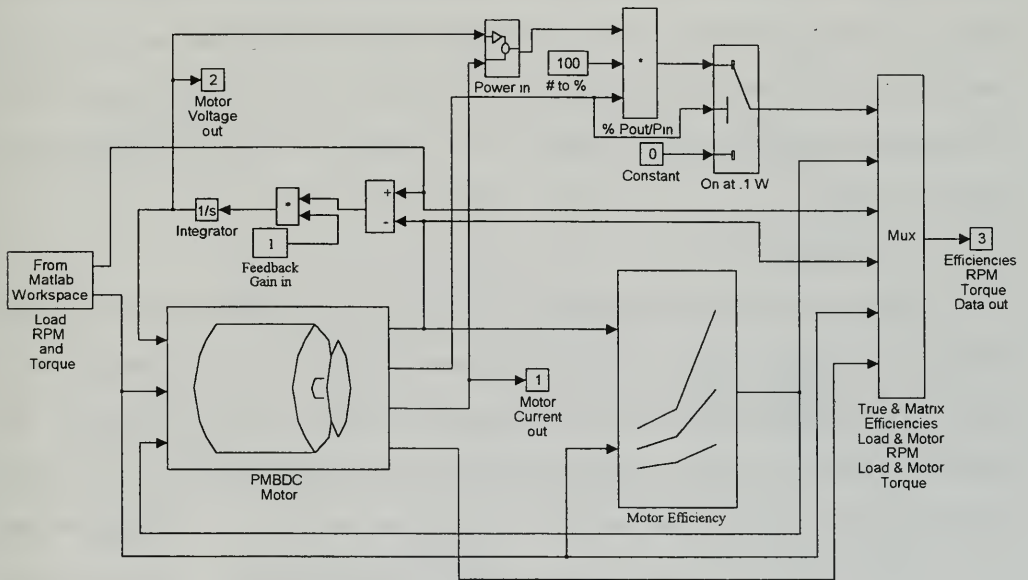 Power in
100
# to %
*
% Pout/Pin
0
Constant
On at .1 W
2
Motor
Voltage
out
+
-
*
1/s
Integrator
1
Feedback
Gain in
From
Matlab
Workspace
Load
RPM
and
Torque
PMBDC
Motor
1
Motor
Current
out
Motor Efficiency
Mux
True & Matrix
Efficiencies
Load & Motor
RPM
Load & Motor
Torque
3
Efficiencies
RPM
Torque
Data out